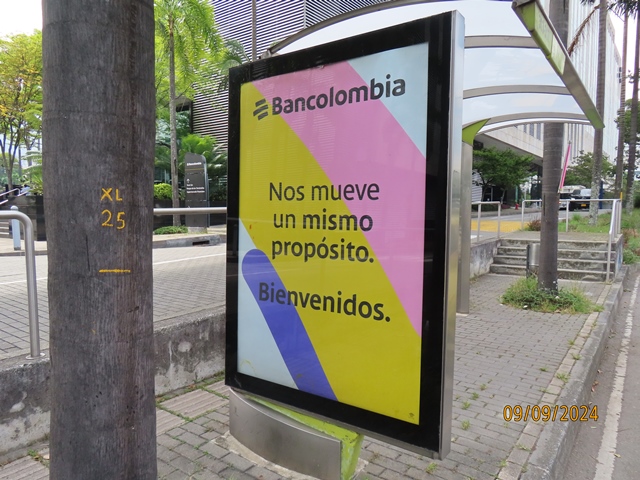 XL
25
Bancolombia
Nos mueve
un mismo
propósito.
Bienvenidos.
09/09/2024